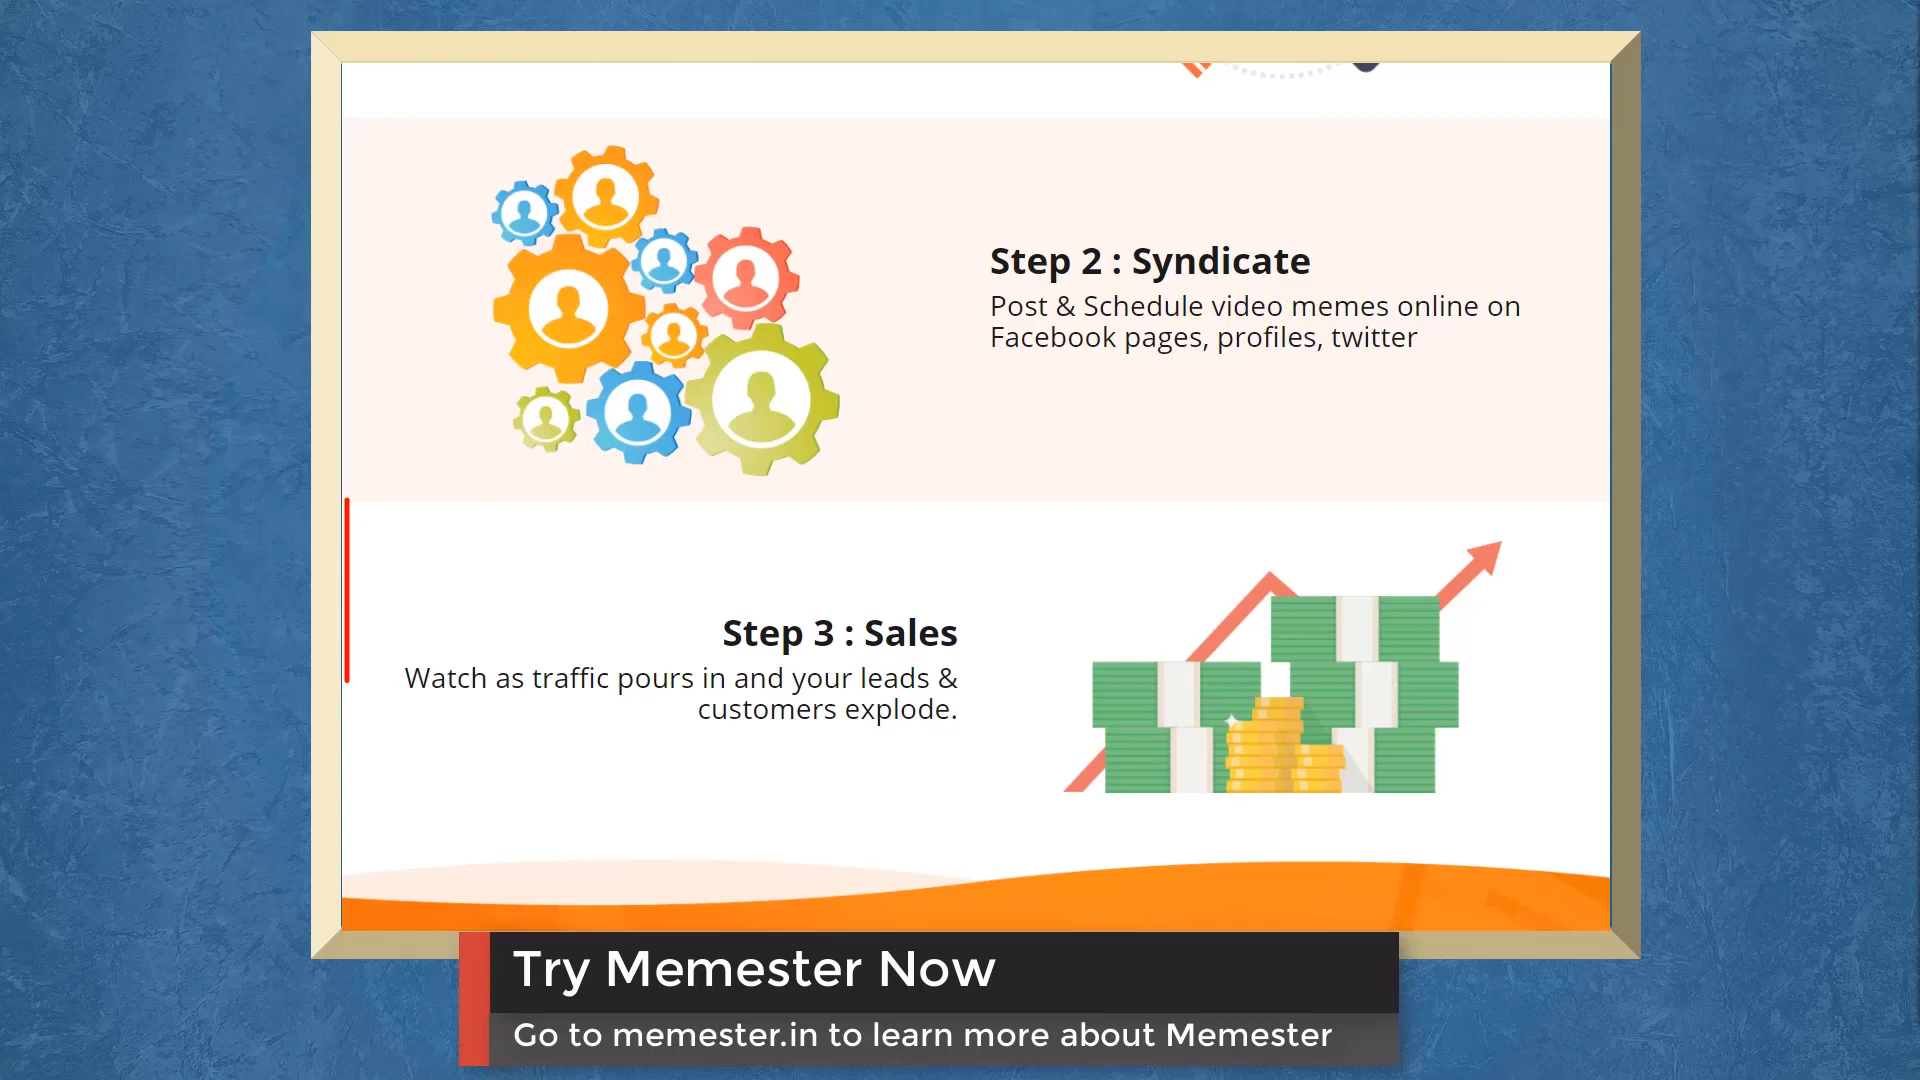 Step 2 : Syndicate
Post & Schedule video memes online on
Facebook pages, profiles, twitter
Step 3 : Sales
Watch as traffic pours in and your leads &
customers explode.
Try Memester Now
Go to memester.in to learn more about Memester